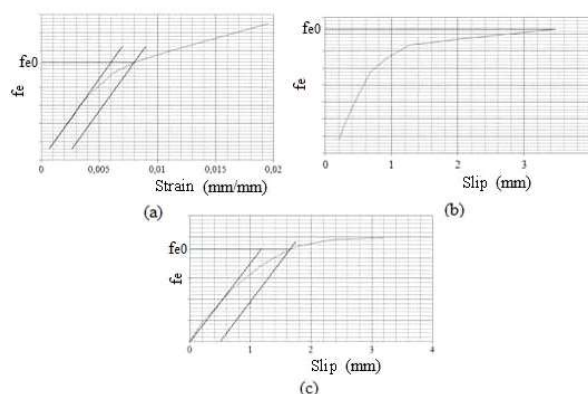 fe0
fe
0 0,005 0,01 0,015 0,02
Strain (mm/mm)
(a)
fe0
fe
0 1 2 3
Slip (mm)
(b)
fe0
fe
0 1 2 3 4
Slip (mm)
(c)